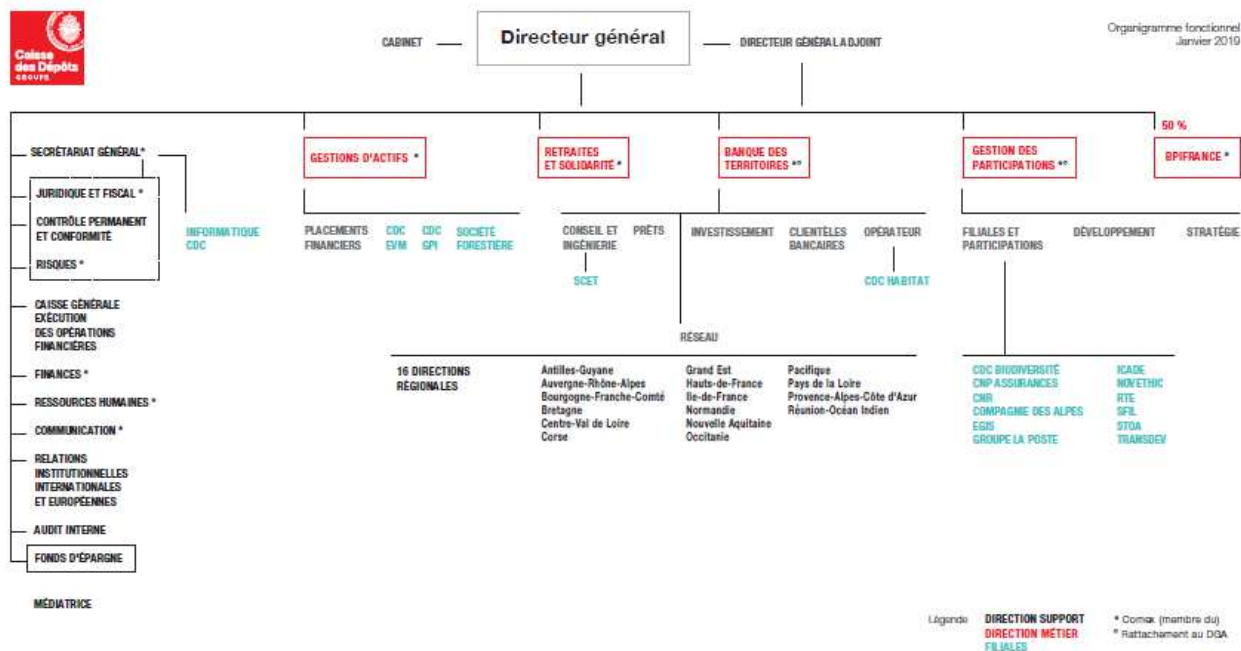 Caisse
des Dépôts
GROUPE
CABINET
Directeur général
DIRECTEUR GÉNÉRAL ADJOINT
Organigramme fonctionnel
Janvier 2019
SECRÉTARIAT GÉNÉRAL*
JURIDIQUE ET FISCAL *
CONTRÔLE PERMANENT
ET CONFORMITÉ
RISQUES *
INFORMATIQUE
CDC
CAISSE GÉNÉRALE
EXÉCUTION
DES OPÉRATIONS
FINANCIÈRES
FINANCES *
RESSOURCES HUMAINES *
COMMUNICATION *
RELATIONS
INSTITUTIONNELLES
INTERNATIONALES
ET EUROPÉENNES
AUDIT INTERNE
FONDS D'ÉPARGNE
MÉDIATRICE
GESTIONS D'ACTIFS *
PLACEMENTS
FINANCIERS
CDC
EVM
CDC
GPI
SOCIÉTÉ
FORESTIÈRE
RETRAITES
ET SOLIDARITÉ *
BANQUE DES
TERRITOIRES *°
CONSEIL ET
INGÉNIERIE
SCET
PRÊTS
INVESTISSEMENT
CLIENTÈLES
BANCAIRES
OPÉRATEUR
CDC HABITAT
RÉSEAU
16 DIRECTIONS
RÉGIONALES
Antilles-Guyane
Auvergne-Rhône-Alpes
Bourgogne-Franche-Comté
Bretagne
Centre-Val de Loire
Corse
Grand Est
Hauts-de-France
Ile-de-France
Normandie
Nouvelle Aquitaine
Occitanie
Pacifique
Pays de la Loire
Provence-Alpes-Côte d'Azur
Réunion-Océan Indien
GESTION DES
PARTICIPATIONS *°
FILIALES ET
PARTICIPATIONS
DÉVELOPPEMENT
STRATÉGIE
CDC BIODIVERSITÉ
CNP ASSURANCES
CNR
COMPAGNIE DES ALPES
EGIS
GROUPE LA POSTE
ICADE
NOVETHIC
RTE
SFIL
STOA
TRANSDEV
50 %
BPIFRANCE *
Légende
DIRECTION SUPPORT
DIRECTION MÉTIER
FILIALES
* Comex (membre du)
° Rattachement au DGA